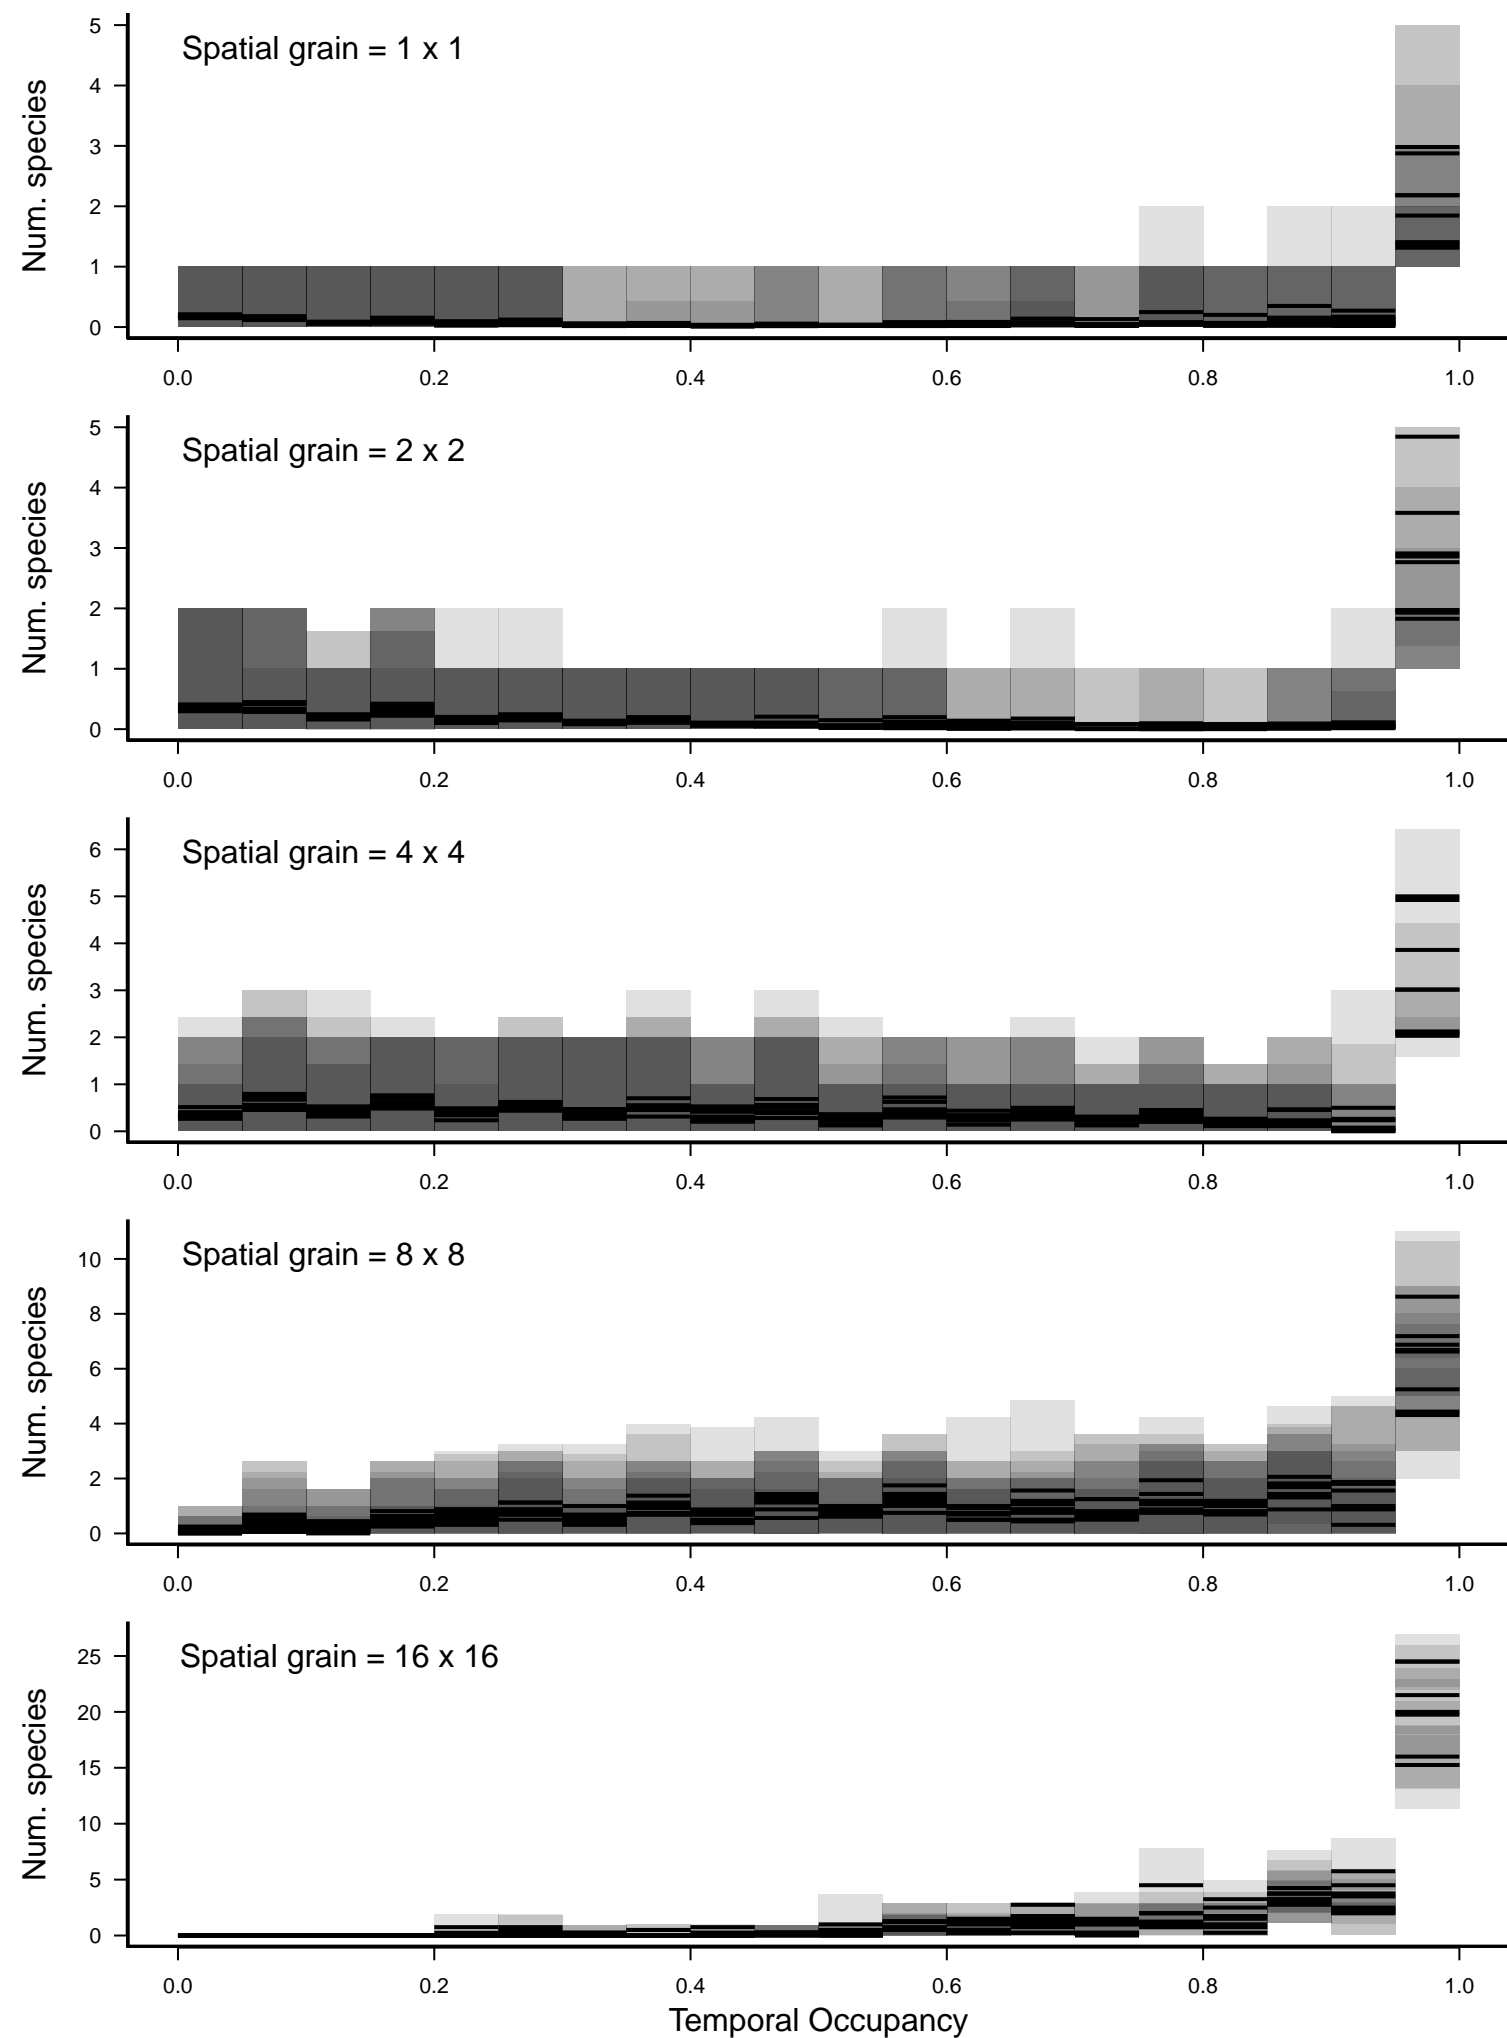 Spatial grain = 1 x 1
Num. species
5
4
3
2
1
0
0.0 0.2 0.4 0.6 0.8 1.0
Spatial grain = 2 x 2
Num. species
5
4
3
2
1
0
0.0 0.2 0.4 0.6 0.8 1.0
Spatial grain = 4 x 4
Num. species
6
5
4
3
2
1
0
0.0 0.2 0.4 0.6 0.8 1.0
Spatial grain = 8 x 8
Num. species
10
8
6
4
2
0
0.0 0.2 0.4 0.6 0.8 1.0
Spatial grain = 16 x 16
Num. species
25
20
15
10
5
0
0.0 0.2 0.4 0.6 0.8 1.0
Temporal Occupancy